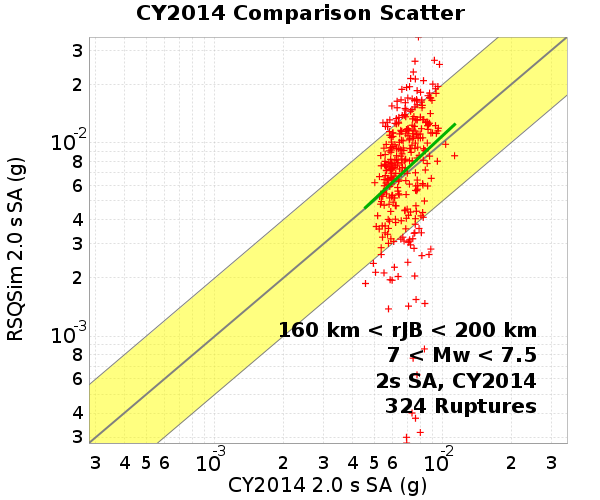 CY2014 Comparison Scatter
3
2
10⁻²
8
6
4
3
2
10⁻³
8
6
4
3
RSQSim 2.0 s SA (g)
160 km < rJB < 200 km
7 < Mw < 7.5
2s SA, CY2014
324 Ruptures
3 4 5 6 10⁻³ 2 3 4 5 6 10⁻² 2 3
CY2014 2.0 s SA (g)